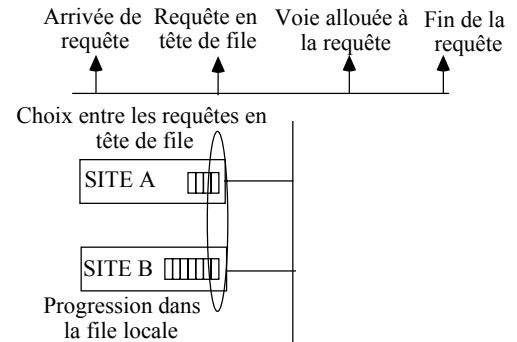 Arrivée de requête
Requête en tête de file
Voie allouée à la requête
Fin de la requête
Choix entre les requêtes en tête de file
SITE A
SITE B
Progression dans la file locale